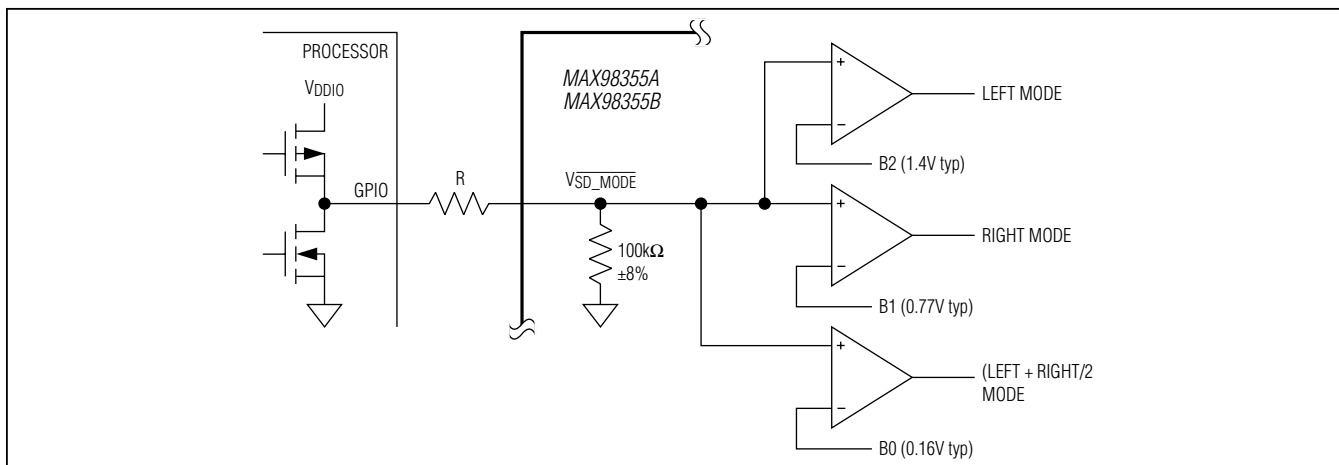 PROCESSOR
VDDIO
GPIO
R
MAX98355A
MAX98355B
VSD_MODE
100kΩ
±8%
+
−
LEFT MODE
B2 (1.4V typ)
+
−
RIGHT MODE
B1 (0.77V typ)
+
−
(LEFT + RIGHT/2
MODE
B0 (0.16V typ)